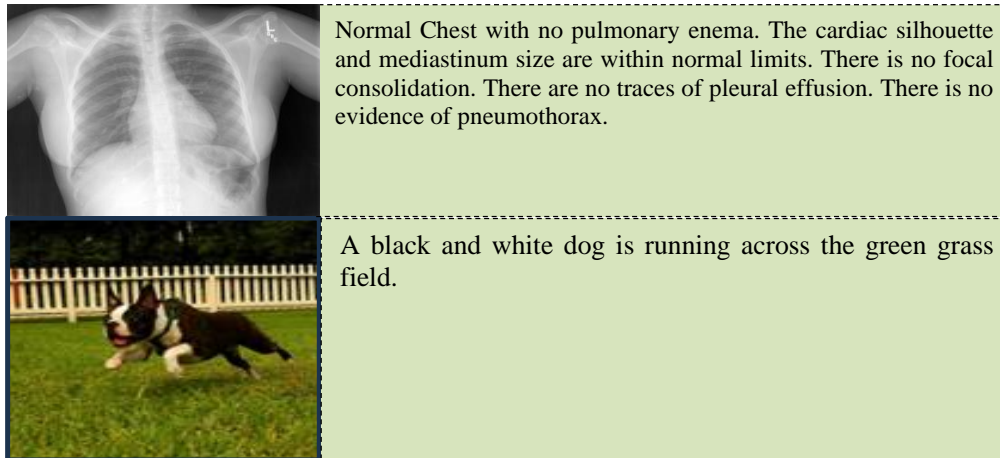 Normal Chest with no pulmonary enema. The cardiac silhouette
and mediastinum size are within normal limits. There is no focal
consolidation. There are no traces of pleural effusion. There is no
evidence of pneumothorax.
A black and white dog is running across the green grass
field.